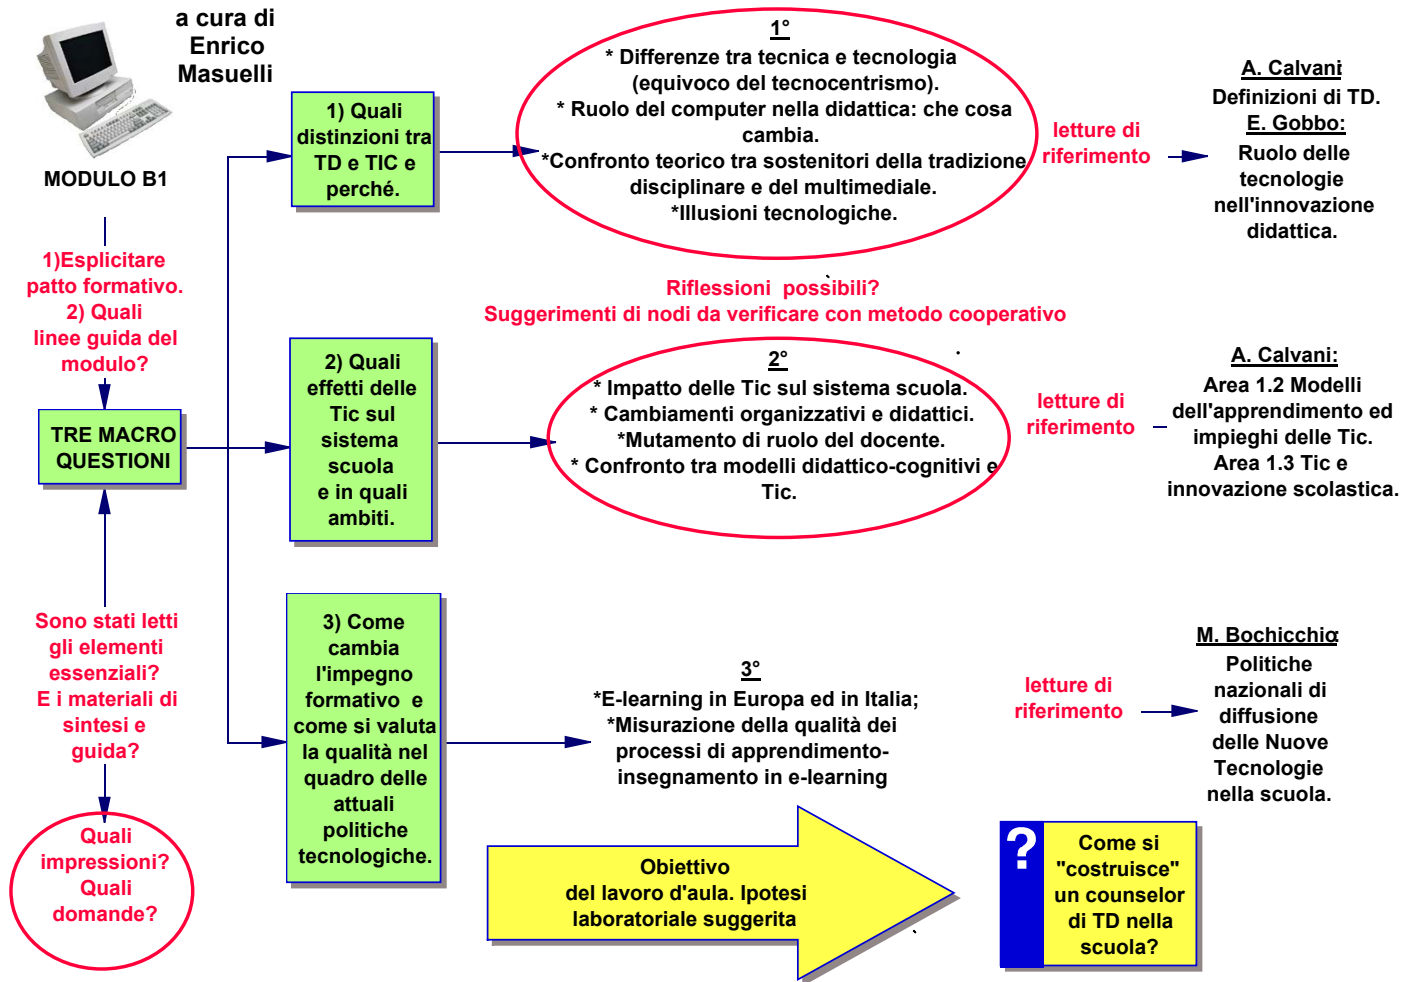 a cura di
Enrico
Masuelli
MODULO B1
1)Esplicitare
patto formativo.
2) Quali
linee guida del
modulo?
TRE MACRO
QUESTIONI
Sono stati letti
gli elementi
essenziali?
E i materiali di
sintesi e
guida?
Quali
impressioni?
Quali
domande?
1) Quali
distinzioni tra
TD e TIC e
perché.
1°
* Differenze tra tecnica e tecnologia
(equivoco del tecnocentrismo).
* Ruolo del computer nella didattica: che cosa
cambia.
*Confronto teorico tra sostenitori della tradizione
disciplinare e del multimediale.
*Illusioni tecnologiche.
letture di
riferimento
A. Calvani:
Definizioni di TD.
E. Gobbo:
Ruolo delle
tecnologie
nell'innovazione
didattica.
Riflessioni possibili?
Suggerimenti di nodi da verificare con metodo cooperativo
2) Quali
effetti delle
Tic sul
sistema
scuola
e in quali
ambiti.
2°
* Impatto delle Tic sul sistema scuola.
* Cambiamenti organizzativi e didattici.
*Mutamento di ruolo del docente.
* Confronto tra modelli didattico-cognitivi e
Tic.
letture di
riferimento
A. Calvani:
Area 1.2 Modelli
dell'apprendimento ed
impieghi delle Tic.
Area 1.3 Tic e
innovazione scolastica.
3) Come
cambia
l'impegno
formativo e
come si valuta
la qualità nel
quadro delle
attuali
politiche
tecnologiche.
3°
*E-learning in Europa ed in Italia;
*Misurazione della qualità dei
processi di apprendimento-
insegnamento in e-learning
letture di
riferimento
M. Bochicchio:
Politiche
nazionali di
diffusione
delle Nuove
Tecnologie
nella scuola.
Obiettivo
del lavoro d'aula. Ipotesi
laboratoriale suggerita
?
Come si
"costruisce"
un counselor
di TD nella
scuola?